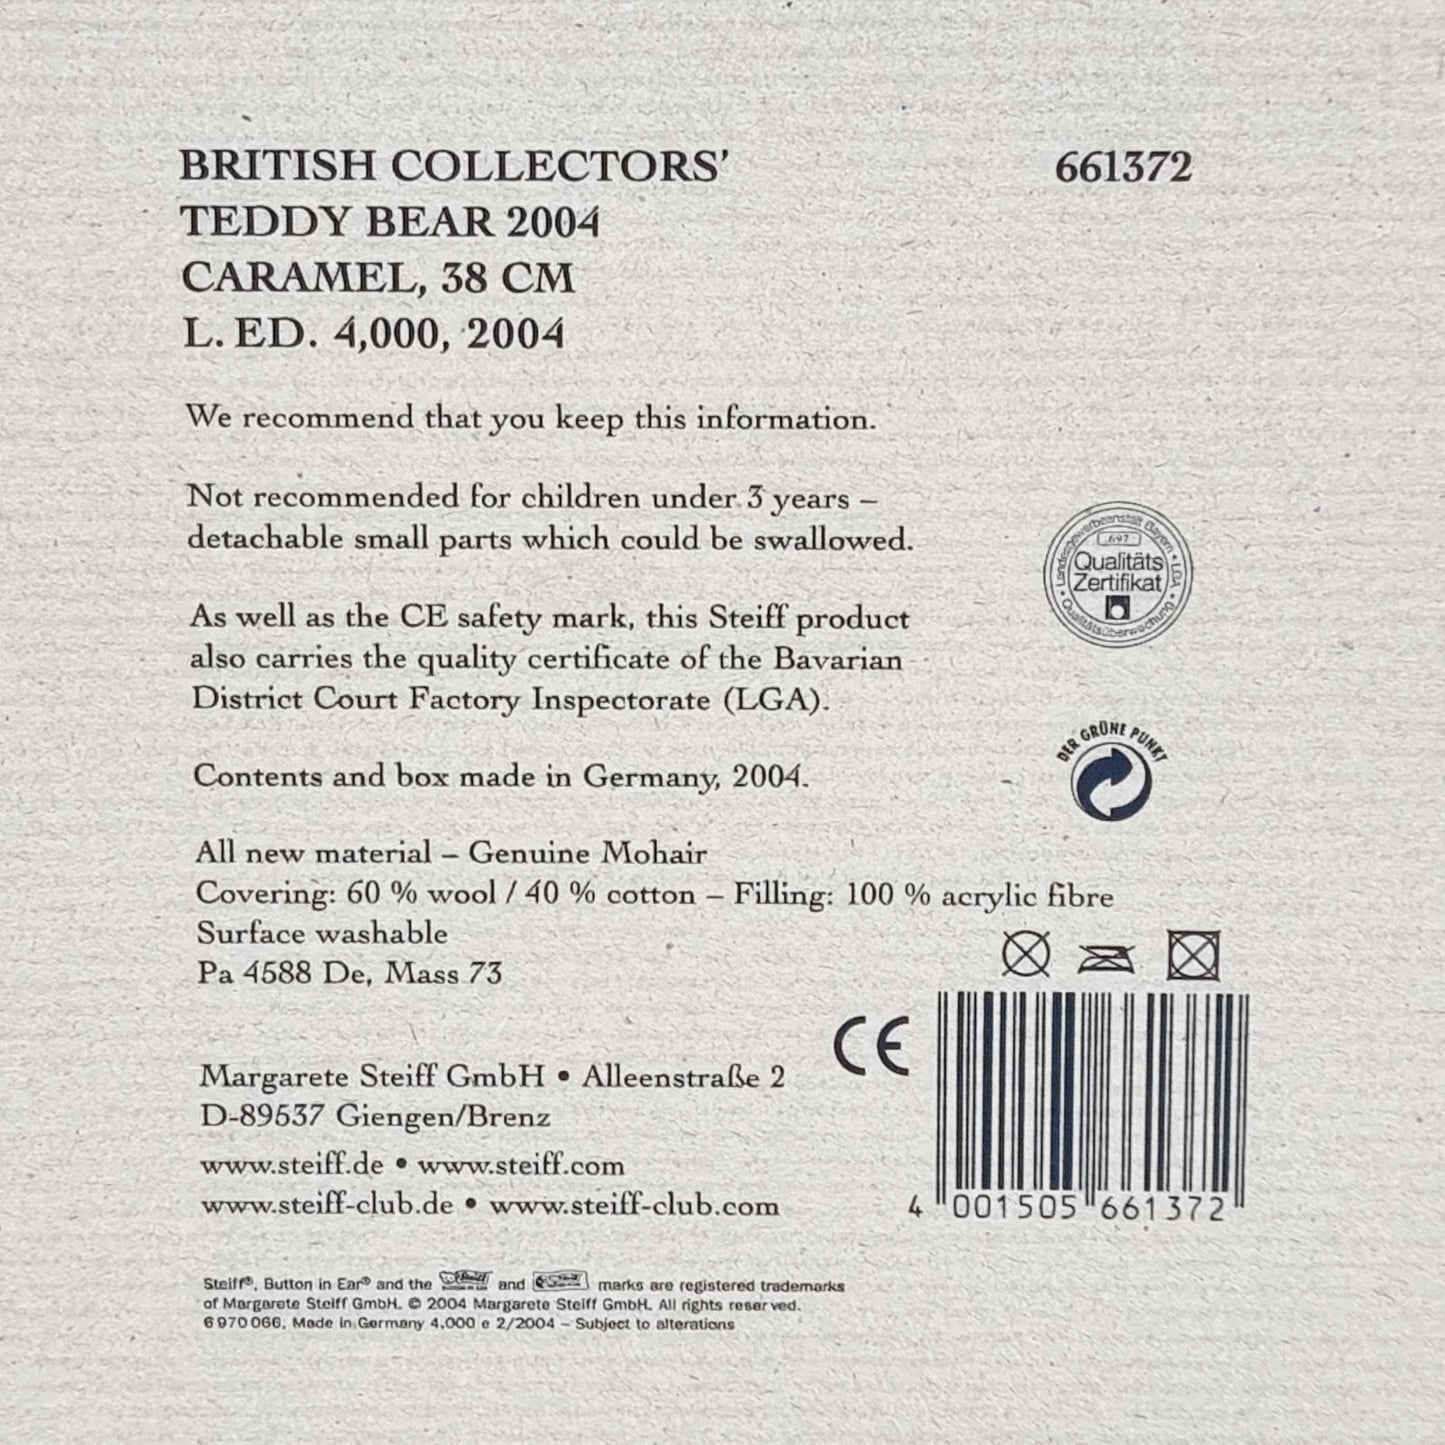 BRITISH COLLECTORS' 661372
TEDDY BEAR 2004
CARAMEL, 38 CM
L. ED. 4,000, 2004
We recommend that you keep this information.
Not recommended for children under 3 years –
detachable small parts which could be swallowed.
Landesgewerbeanstalt Bayern • LGA • Qualitätsüberwachung •
697
Qualitäts
Zertifikat
As well as the CE safety mark, this Steiff product
also carries the quality certificate of the Bavarian
District Court Factory Inspectorate (LGA).
DER GRÜNE PUNKT
Contents and box made in Germany, 2004.
All new material – Genuine Mohair
Covering: 60 % wool / 40 % cotton – Filling: 100 % acrylic fibre
Surface washable
Pa 4588 De, Mass 73
CE
Margarete Steiff GmbH • Alleenstraße 2
D-89537 Giengen/Brenz
www.steiff.de • www.steiff.com
www.steiff-club.de • www.steiff-club.com
4 001505 661372
Steiff®, Button in Ear® and the and marks are registered trademarks
of Margarete Steiff GmbH. © 2004 Margarete Steiff GmbH. All rights reserved.
6 970 066, Made in Germany 4.000 e 2/2004 – Subject to alterations